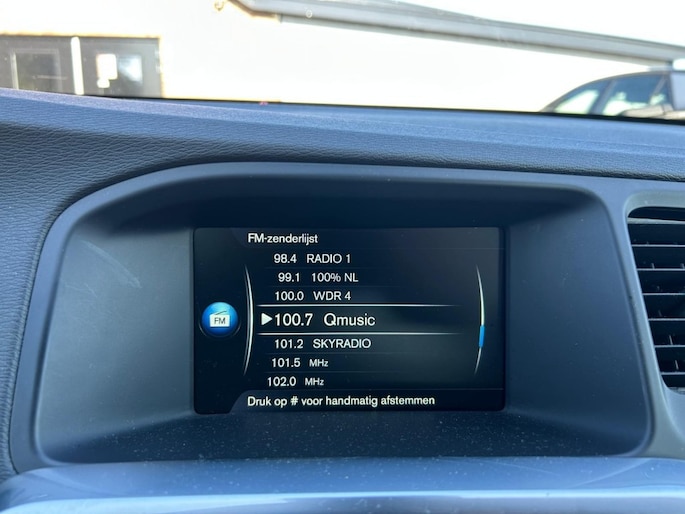 FM-zenderlijst
98.4 RADIO 1
99.1 100% NL
100.0 WDR 4
FM
100.7 Qmusic
101.2 SKYRADIO
101.5 MHz
102.0 MHz
Druk op # voor handmatig afstemmen